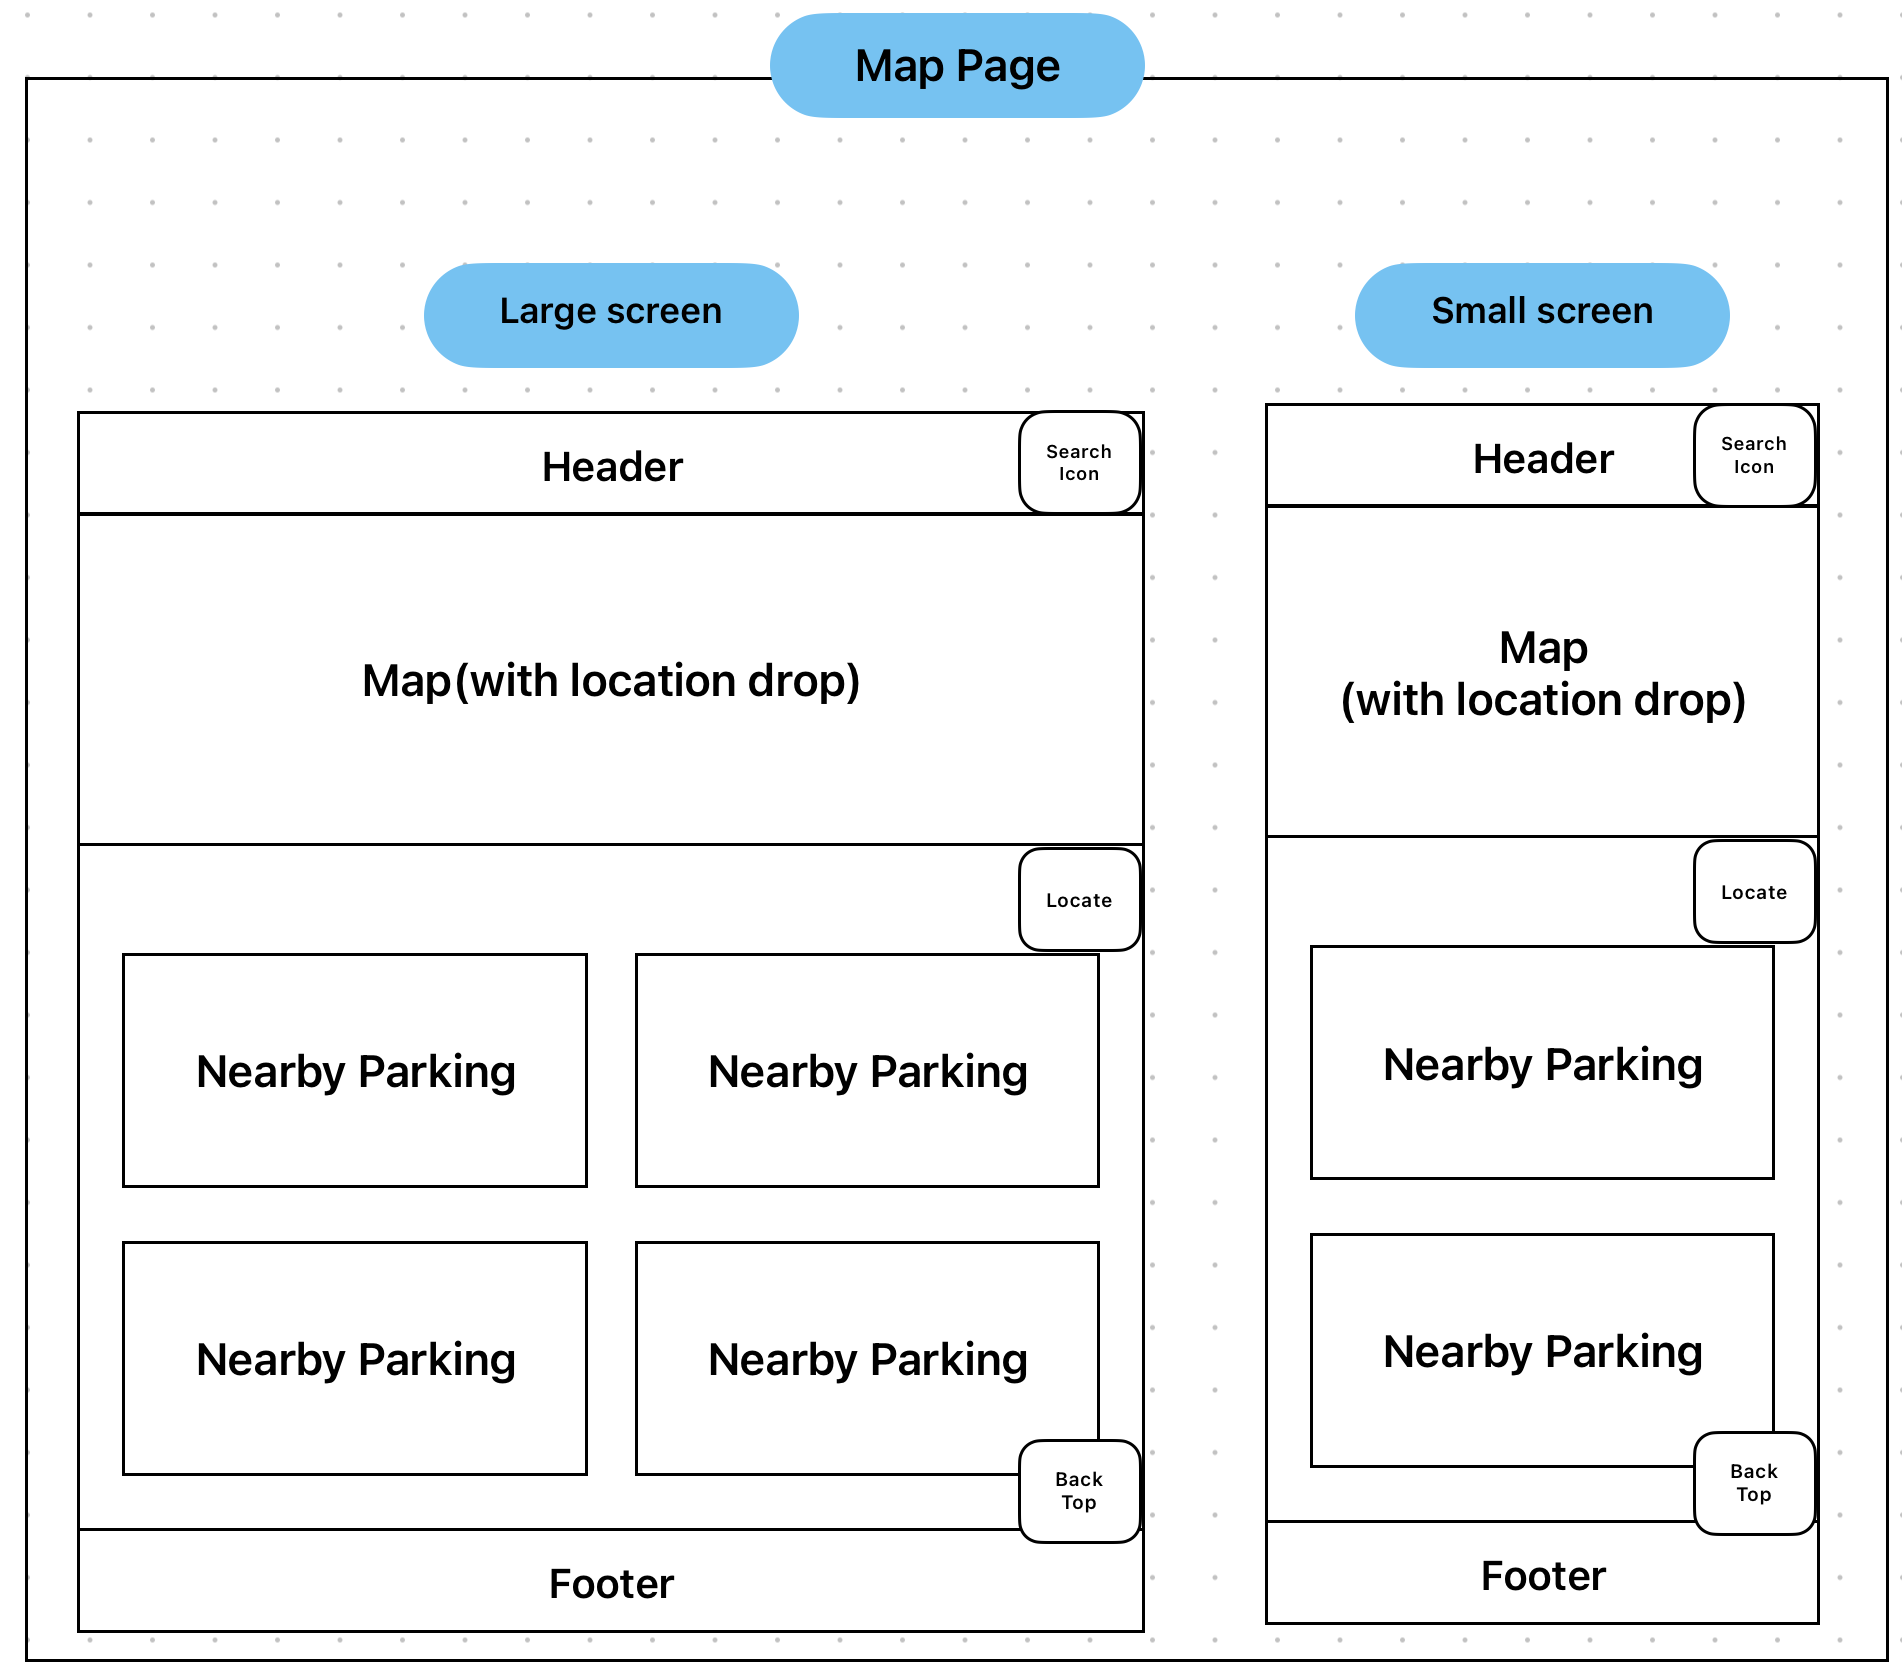 Map Page
Large screen
Header
Search
Icon
Map(with location drop)
Locate
Nearby Parking
Nearby Parking
Nearby Parking
Nearby Parking
Back
Top
Footer
Small screen
Header
Search
Icon
Map
(with location drop)
Locate
Nearby Parking
Nearby Parking
Back
Top
Footer